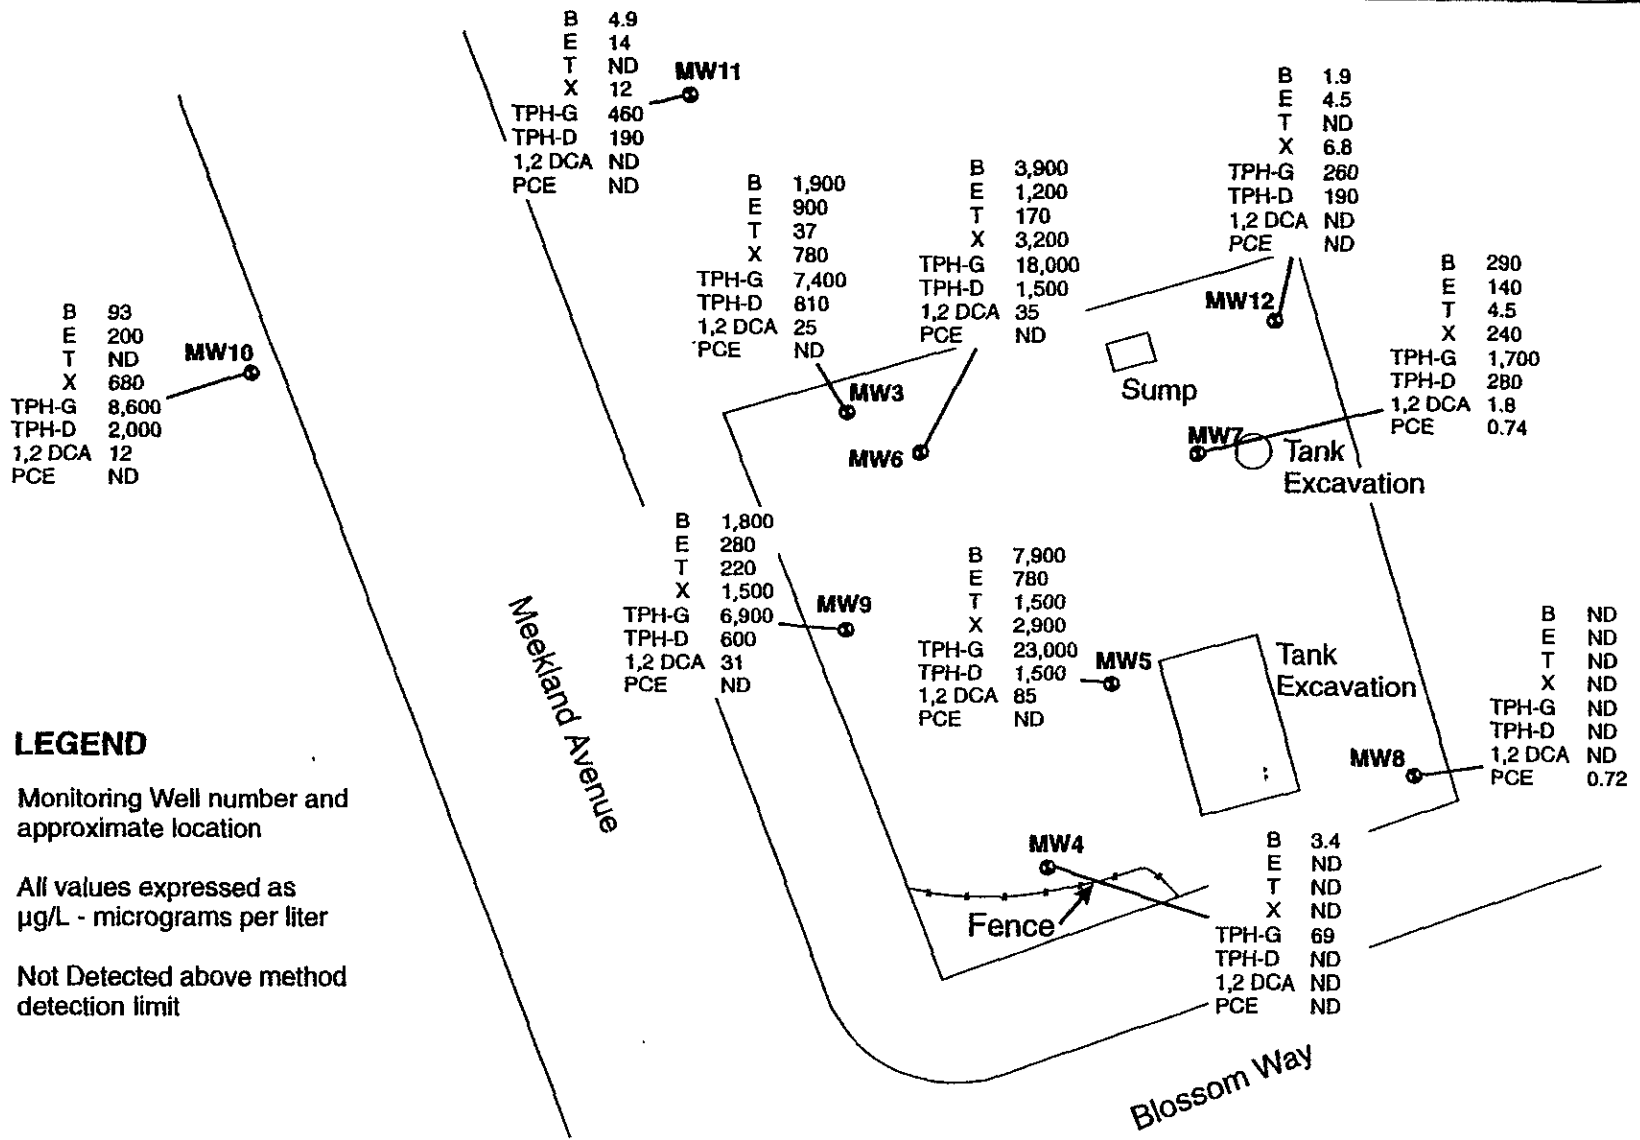 B 4.9
E 14
T ND
X 12
TPH-G 460
TPH-D 190
1,2 DCA ND
PCE ND
MW11
B 1.9
E 4.5
T ND
X 6.8
TPH-G 260
TPH-D 190
1,2 DCA ND
PCE ND
MW12
B 1,900
E 900
T 37
X 780
TPH-G 7,400
TPH-D 810
1,2 DCA 25
PCE ND
MW3
B 3,900
E 1,200
T 170
X 3,200
TPH-G 18,000
TPH-D 1,500
1,2 DCA 35
PCE ND
MW6
B 290
E 140
T 4.5
X 240
TPH-G 1,700
TPH-D 280
1,2 DCA 1.8
PCE 0.74
MW7
Sump
Tank
Excavation
B 93
E 200
T ND
X 680
TPH-G 8,600
TPH-D 2,000
1,2 DCA 12
PCE ND
MW10
B 1,800
E 280
T 220
X 1,500
TPH-G 6,900
TPH-D 600
1,2 DCA 31
PCE ND
MW9
B 7,900
E 780
T 1,500
X 2,900
TPH-G 23,000
TPH-D 1,500
1,2 DCA 85
PCE ND
MW5
Tank
Excavation
B ND
E ND
T ND
X ND
TPH-G ND
TPH-D ND
1,2 DCA ND
PCE 0.72
MW8
MW4
B 3.4
E ND
T ND
X ND
TPH-G 69
TPH-D ND
1,2 DCA ND
PCE ND
Fence
Meekland Avenue
Blossom Way
LEGEND
Monitoring Well number and
approximate location
All values expressed as
µg/L - micrograms per liter
Not Detected above method
detection limit